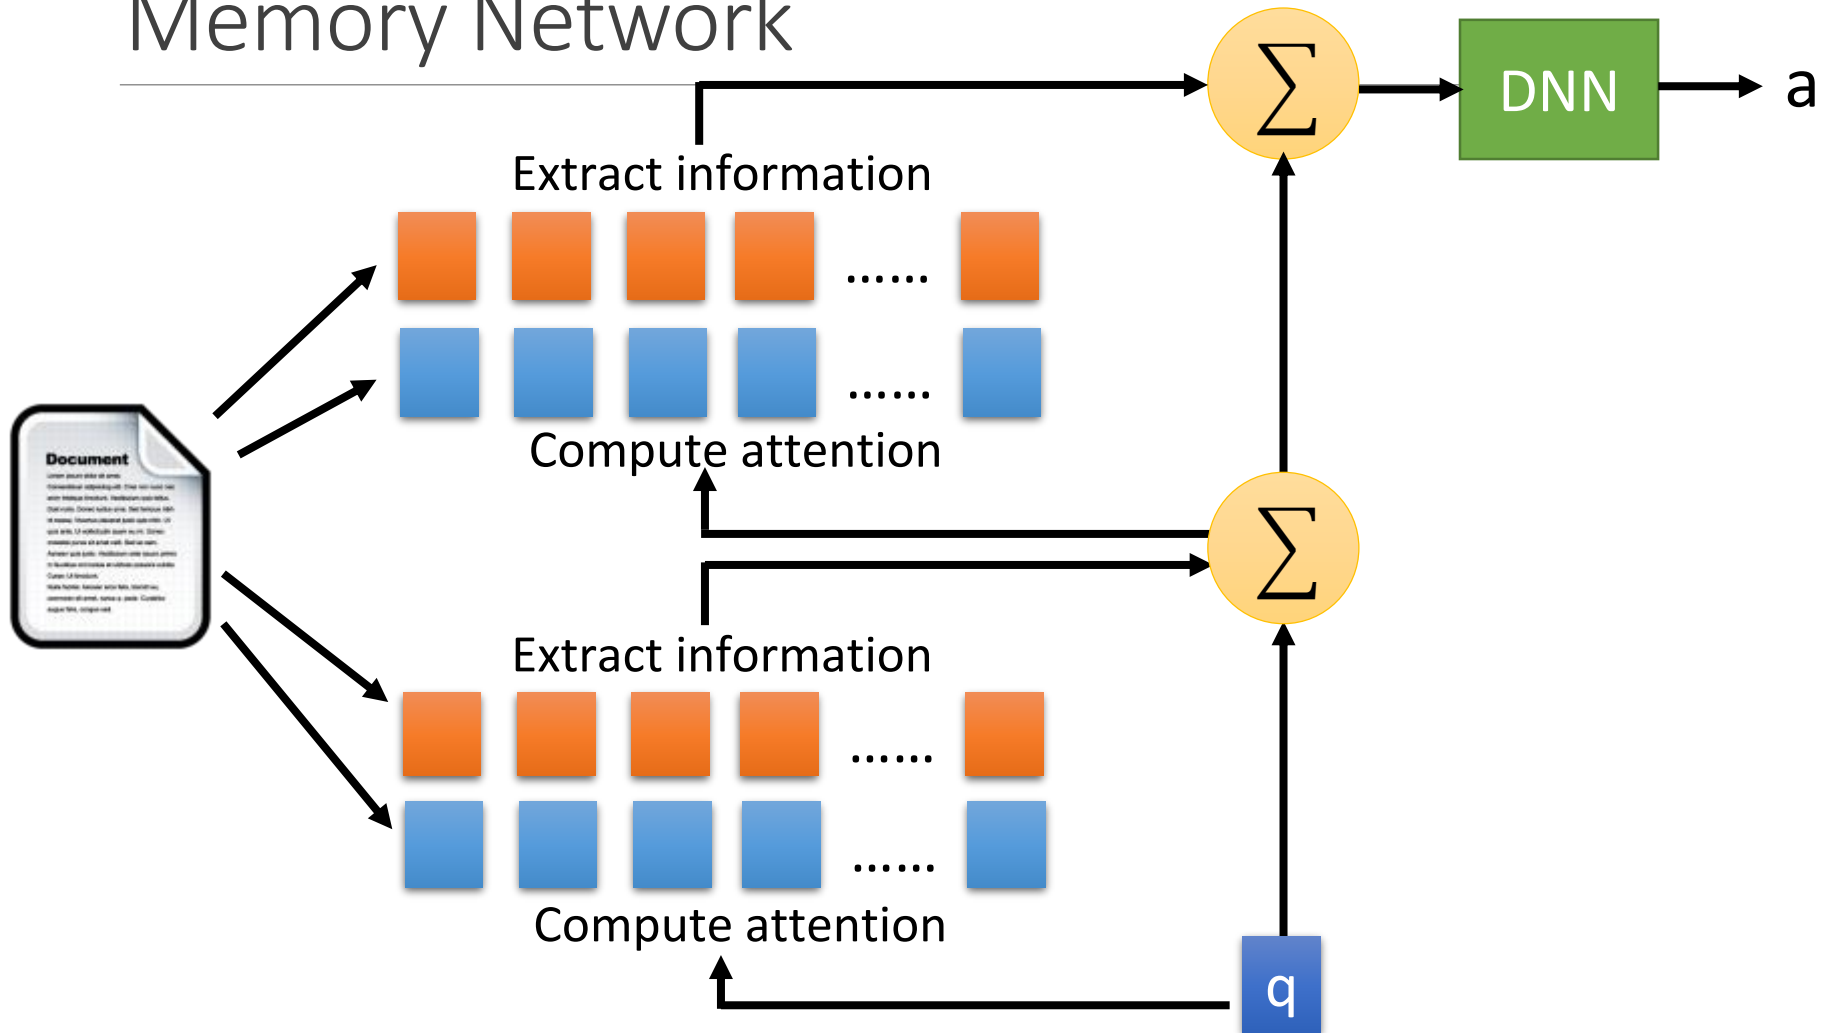 Memory Network
∑
DNN
a
Extract information
......
......
Compute attention
Document
∑
Extract information
......
......
Compute attention
q